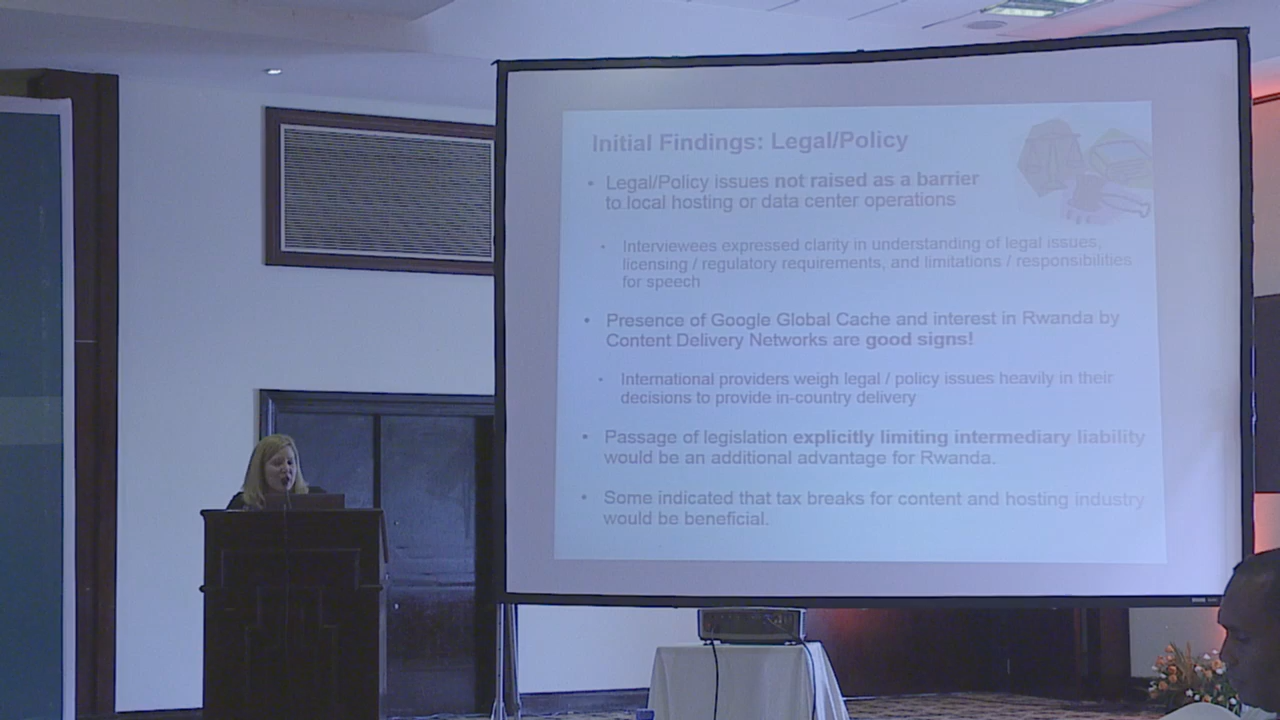 Initial Findings: Legal/Policy
• Legal/Policy issues not raised as a barrier
to local hosting or data center operations
• Interviewees expressed clarity in understanding of legal issues,
licensing / regulatory requirements, and limitations / responsibilities
for speech
• Presence of Google Global Cache and interest in Rwanda by
Content Delivery Networks are good signs!
• International providers weigh legal / policy issues heavily in their
decisions to provide in-country delivery
• Passage of legislation explicitly limiting intermediary liability
would be an additional advantage for Rwanda.
• Some indicated that tax breaks for content and hosting industry
would be beneficial.